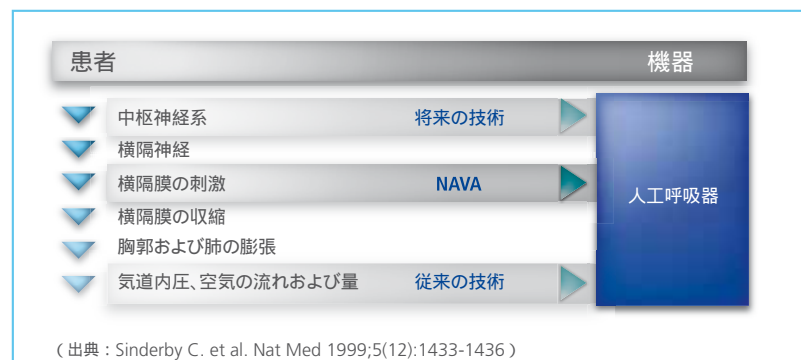 患者 機器
中枢神経系 将来の技術
横隔神経
横隔膜の刺激 NAVA
人工呼吸器
横隔膜の収縮
胸郭および肺の膨張
気道内圧、空気の流れおよび量 従来の技術
(出典:Sinderby C. et al. Nat Med 1999;5(12):1433-1436)